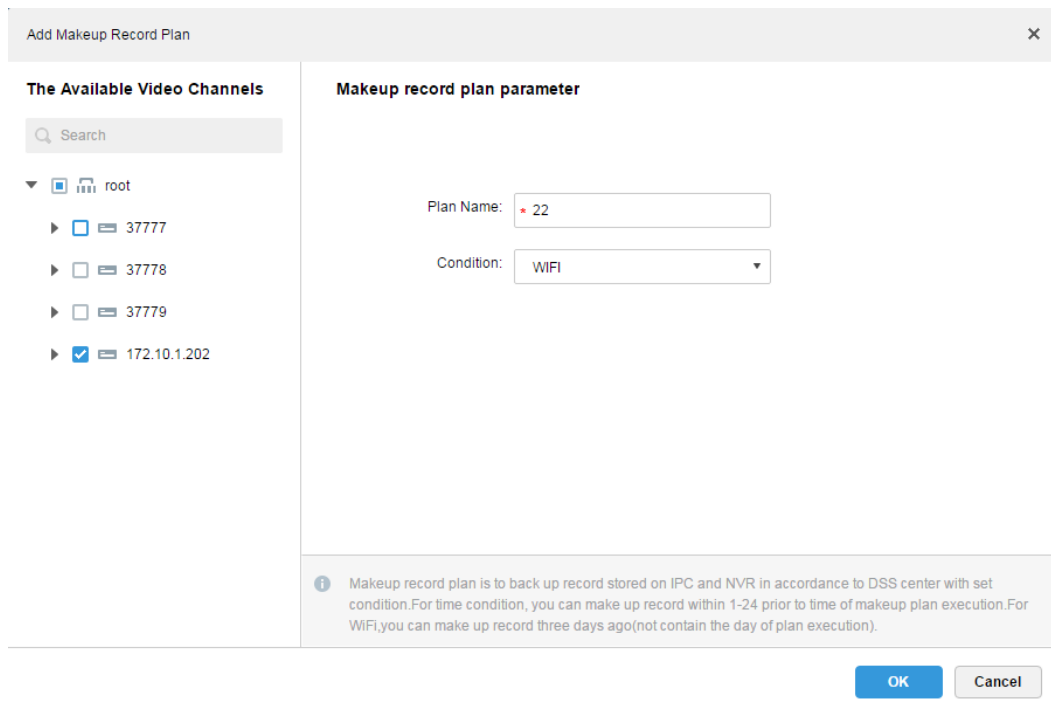 Add Makeup Record Plan
The Available Video Channels
Search
root
37777
37778
37779
172.10.1.202
Makeup record plan parameter
Plan Name: * 22
Condition: WIFI
Makeup record plan is to back up record stored on IPC and NVR in accordance to DSS center with set
condition.For time condition, you can make up record within 1-24 prior to time of makeup plan execution.For
WiFi,you can make up record three days ago(not contain the day of plan execution).
OK Cancel